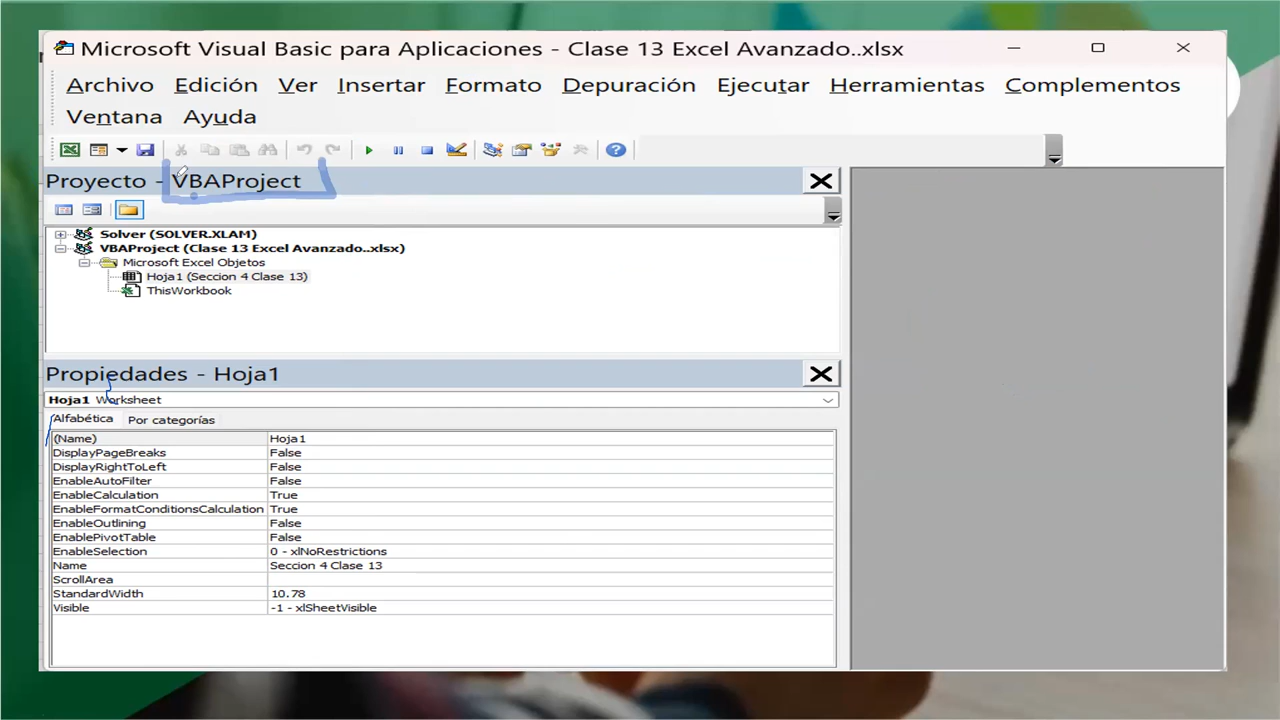 Microsoft Visual Basic para Aplicaciones - Clase 13 Excel Avanzado..xlsx
Archivo Edición Ver Insertar Formato Depuración Ejecutar Herramientas Complementos
Ventana Ayuda
Proyecto - VBAProject
Solver (SOLVER.XLAM)
VBAProject (Clase 13 Excel Avanzado..xlsx)
Microsoft Excel Objetos
Hoja1 (Seccion 4 Clase 13)
ThisWorkbook
Propiedades - Hoja1
Hoja1 Worksheet
Alfabética Por categorías
(Name) Hoja1
DisplayPageBreaks False
DisplayRightToLeft False
EnableAutoFilter False
EnableCalculation True
EnableFormatConditionsCalculation True
EnableOutlining False
EnablePivotTable False
EnableSelection 0 - xlNoRestrictions
Name Seccion 4 Clase 13
ScrollArea
StandardWidth 10.78
Visible -1 - xlSheetVisible